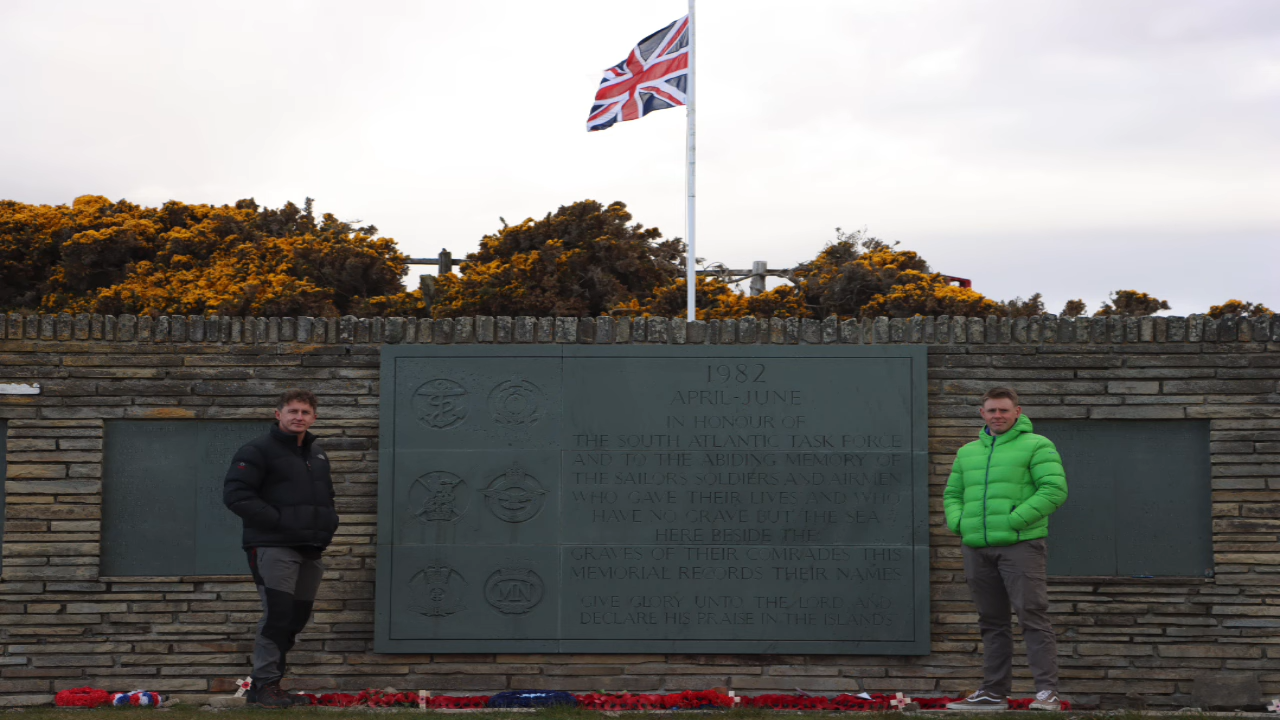 1982
APRIL-JUNE
IN HONOUR OF
THE SOUTH ATLANTIC TASK FORCE
AND TO THE ABIDING MEMORY OF
THE SAILORS SOLDIERS AND AIRMEN
WHO GAVE THEIR LIVES AND WHO
HAVE NO GRAVE BUT THE SEA
HERE BESIDE THE
GRAVES OF THEIR COMRADES THIS
MEMORIAL RECORDS THEIR NAMES
GIVE GLORY UNTO THE LORD AND
DECLARE HIS PRAISE IN THE ISLANDS
MN